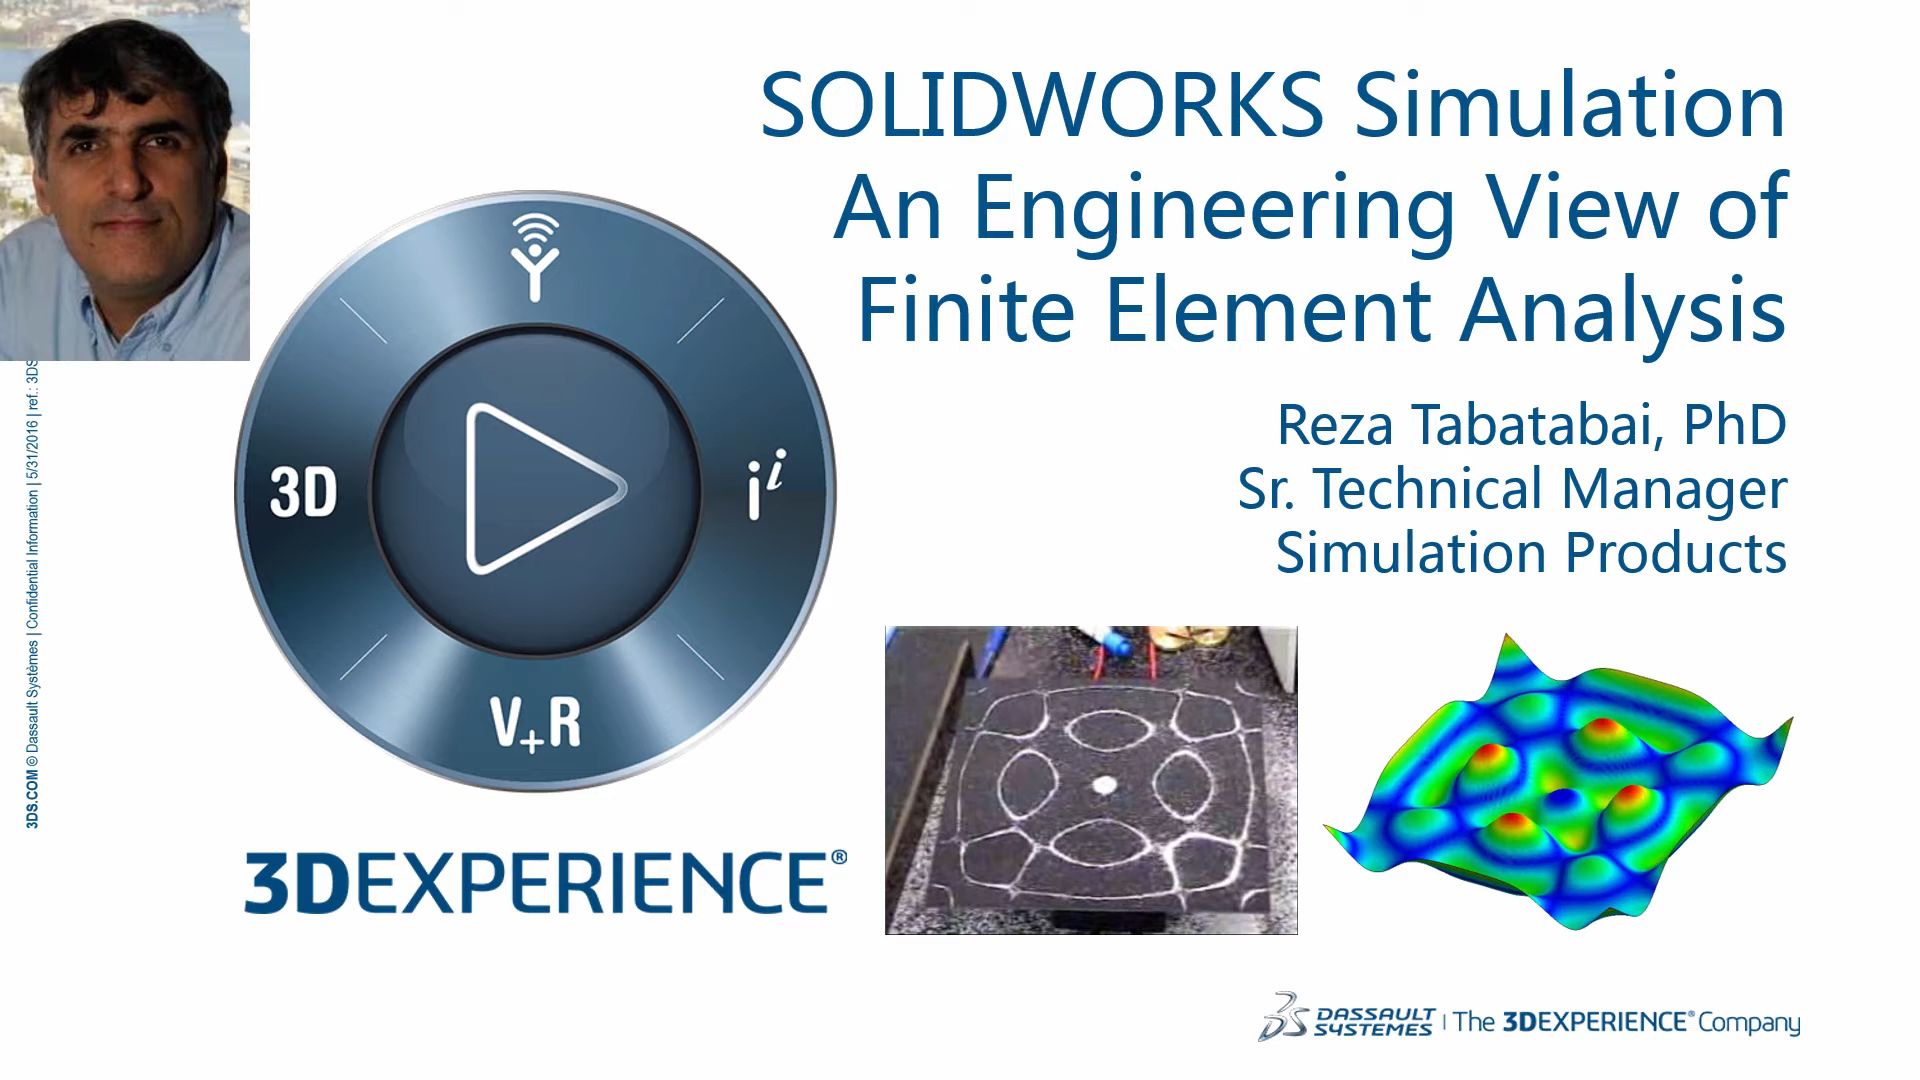 SOLIDWORKS Simulation
An Engineering View of
Finite Element Analysis
Reza Tabatabai, PhD
Sr. Technical Manager
Simulation Products
3D
i i
V+R
3DEXPERIENCE®
3DS.COM © Dassault Systèmes | Confidential Information | 5/31/2016 | ref.: 3DS
DASSAULT
SYSTEMES | The 3DEXPERIENCE® Company